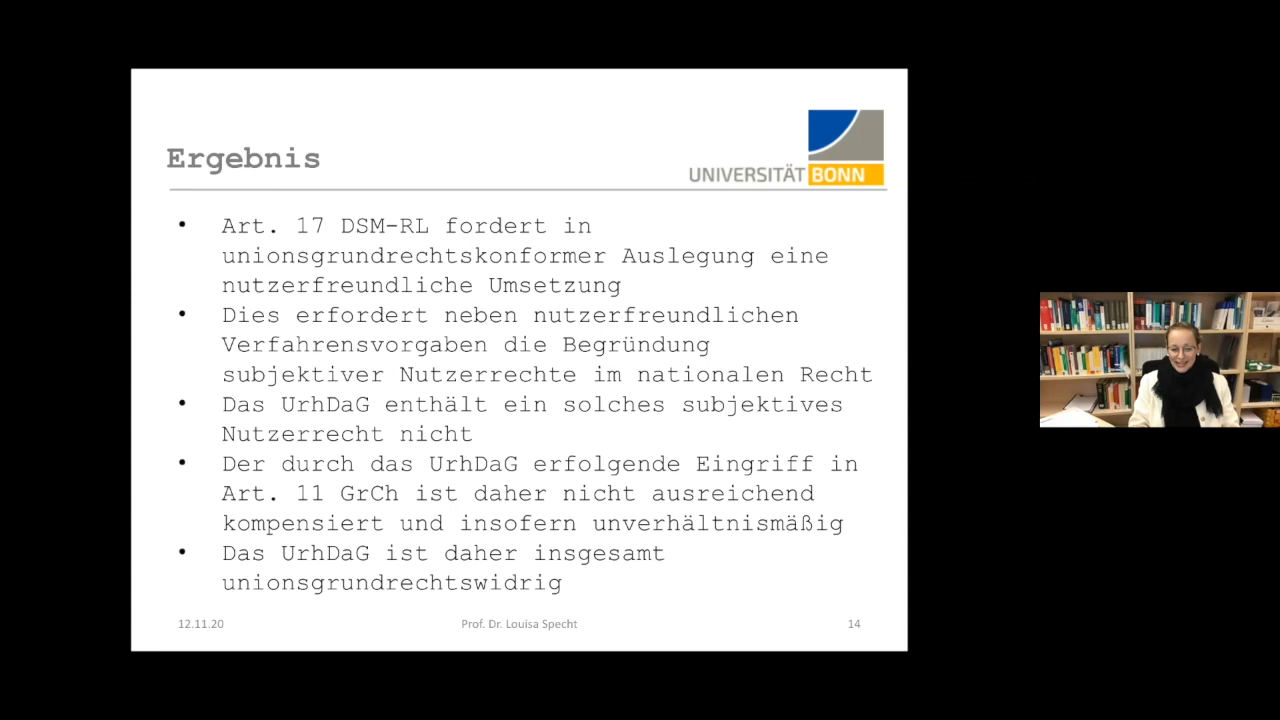 Ergebnis
UNIVERSITÄT BONN
• Art. 17 DSM-RL fordert in
unionsgrundrechtskonformer Auslegung eine
nutzerfreundliche Umsetzung
• Dies erfordert neben nutzerfreundlichen
Verfahrensvorgaben die Begründung
subjektiver Nutzerrechte im nationalen Recht
• Das UrhDaG enthält ein solches subjektives
Nutzerrecht nicht
• Der durch das UrhDaG erfolgende Eingriff in
Art. 11 GrCh ist daher nicht ausreichend
kompensiert und insofern unverhältnismäßig
• Das UrhDaG ist daher insgesamt
unionsgrundrechtswidrig
12.11.20 Prof. Dr. Louisa Specht 14